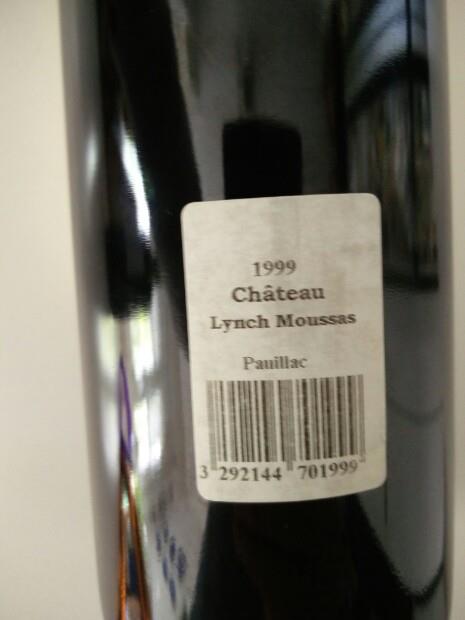 1999
Château
Lynch Moussas
Pauillac
3 292144 701999